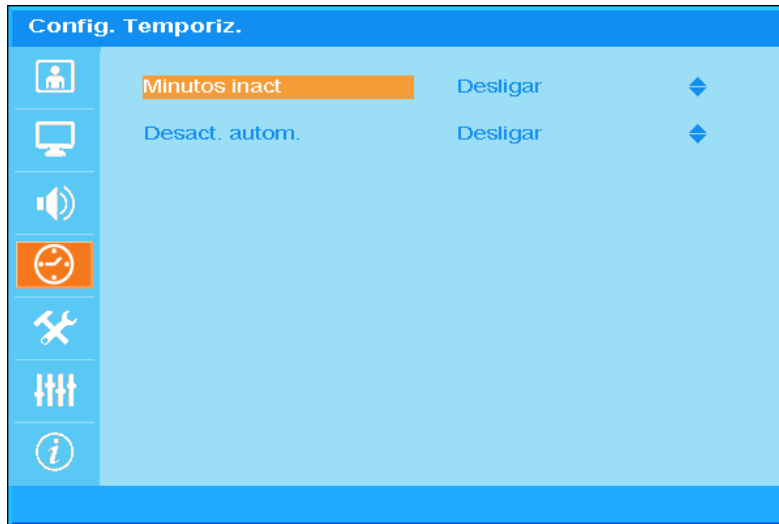 Config. Temporiz.
Minutos inact Desligar
Desact. autom. Desligar